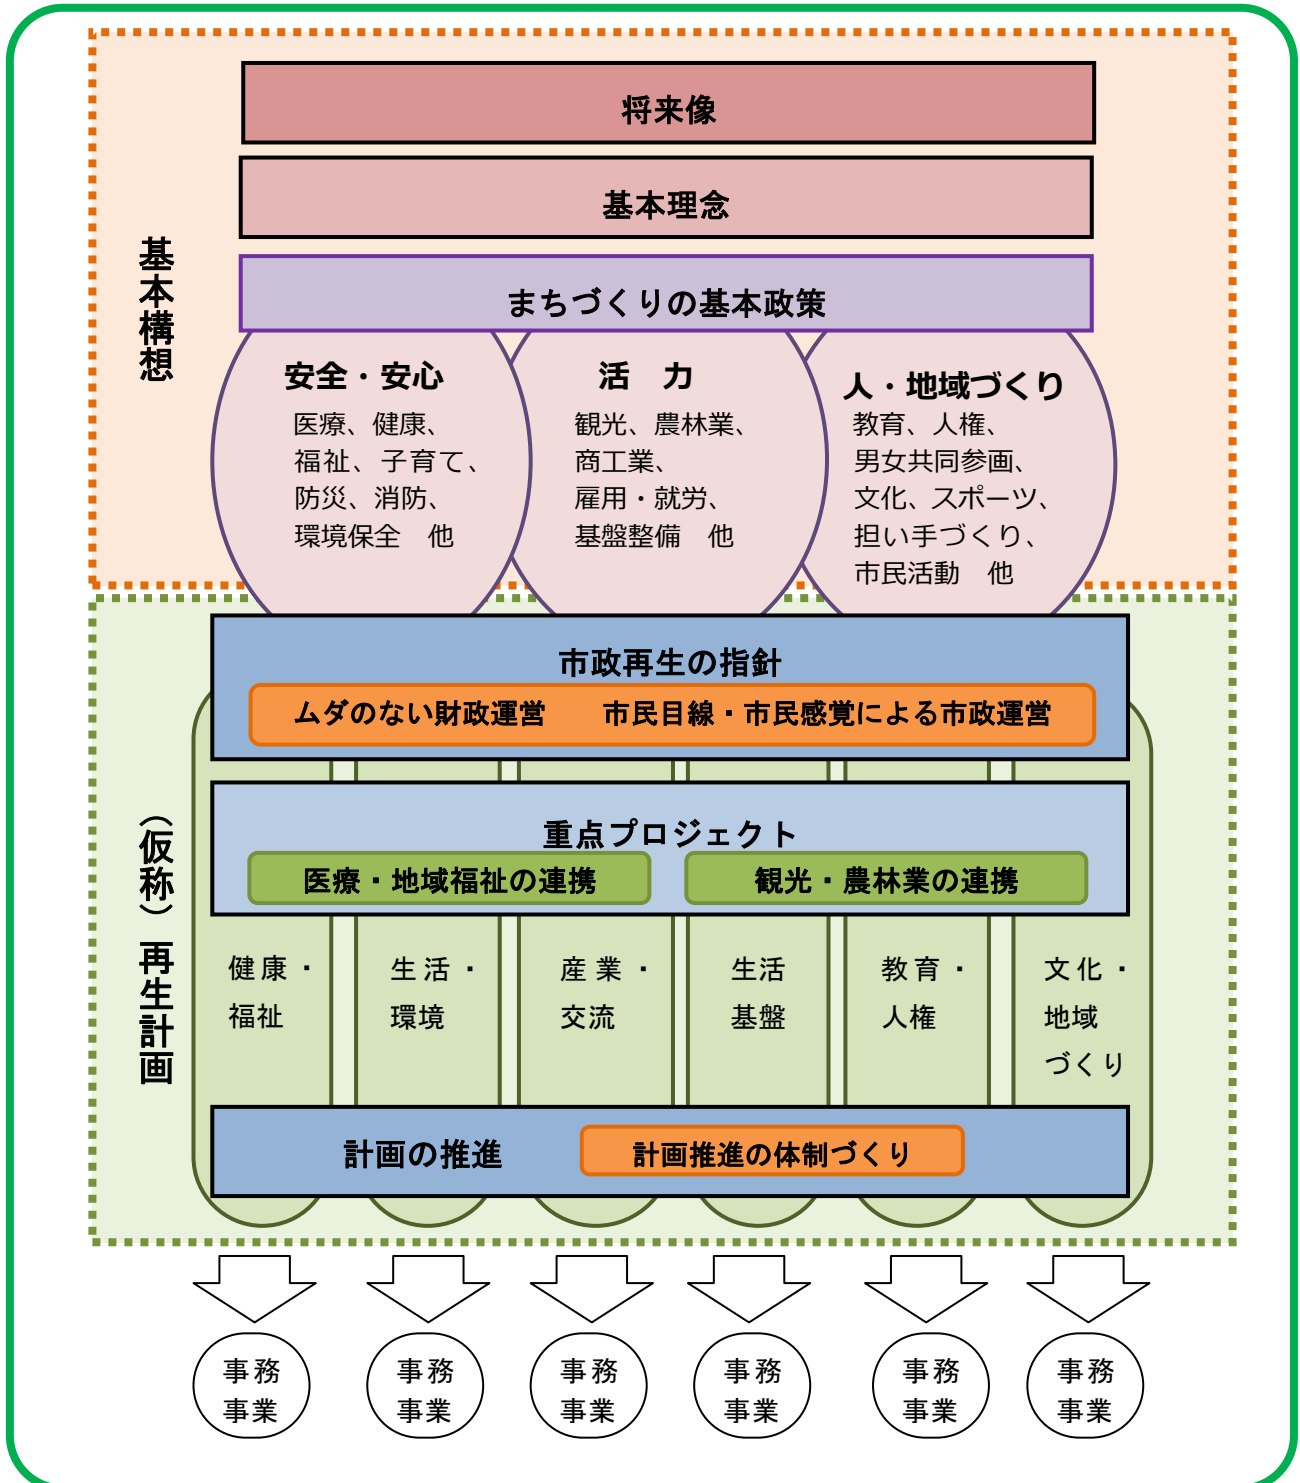 基本構想
将来像
基本理念
まちづくりの基本政策
安全・安心
医療、健康、
福祉、子育て、
防災、消防、
環境保全　他
活　力
観光、農林業、
商工業、
雇用・就労、
基盤整備　他
人・地域づくり
教育、人権、
男女共同参画、
文化、スポーツ、
担い手づくり、
市民活動　他
（仮称）再生計画
市政再生の指針
ムダのない財政運営　　市民目線・市民感覚による市政運営
重点プロジェクト
医療・地域福祉の連携
観光・農林業の連携
健康・
福祉
生活・
環境
産業・
交流
生活
基盤
教育・
人権
文化・
地域
づくり
計画の推進
計画推進の体制づくり
事務
事業
事務
事業
事務
事業
事務
事業
事務
事業
事務
事業